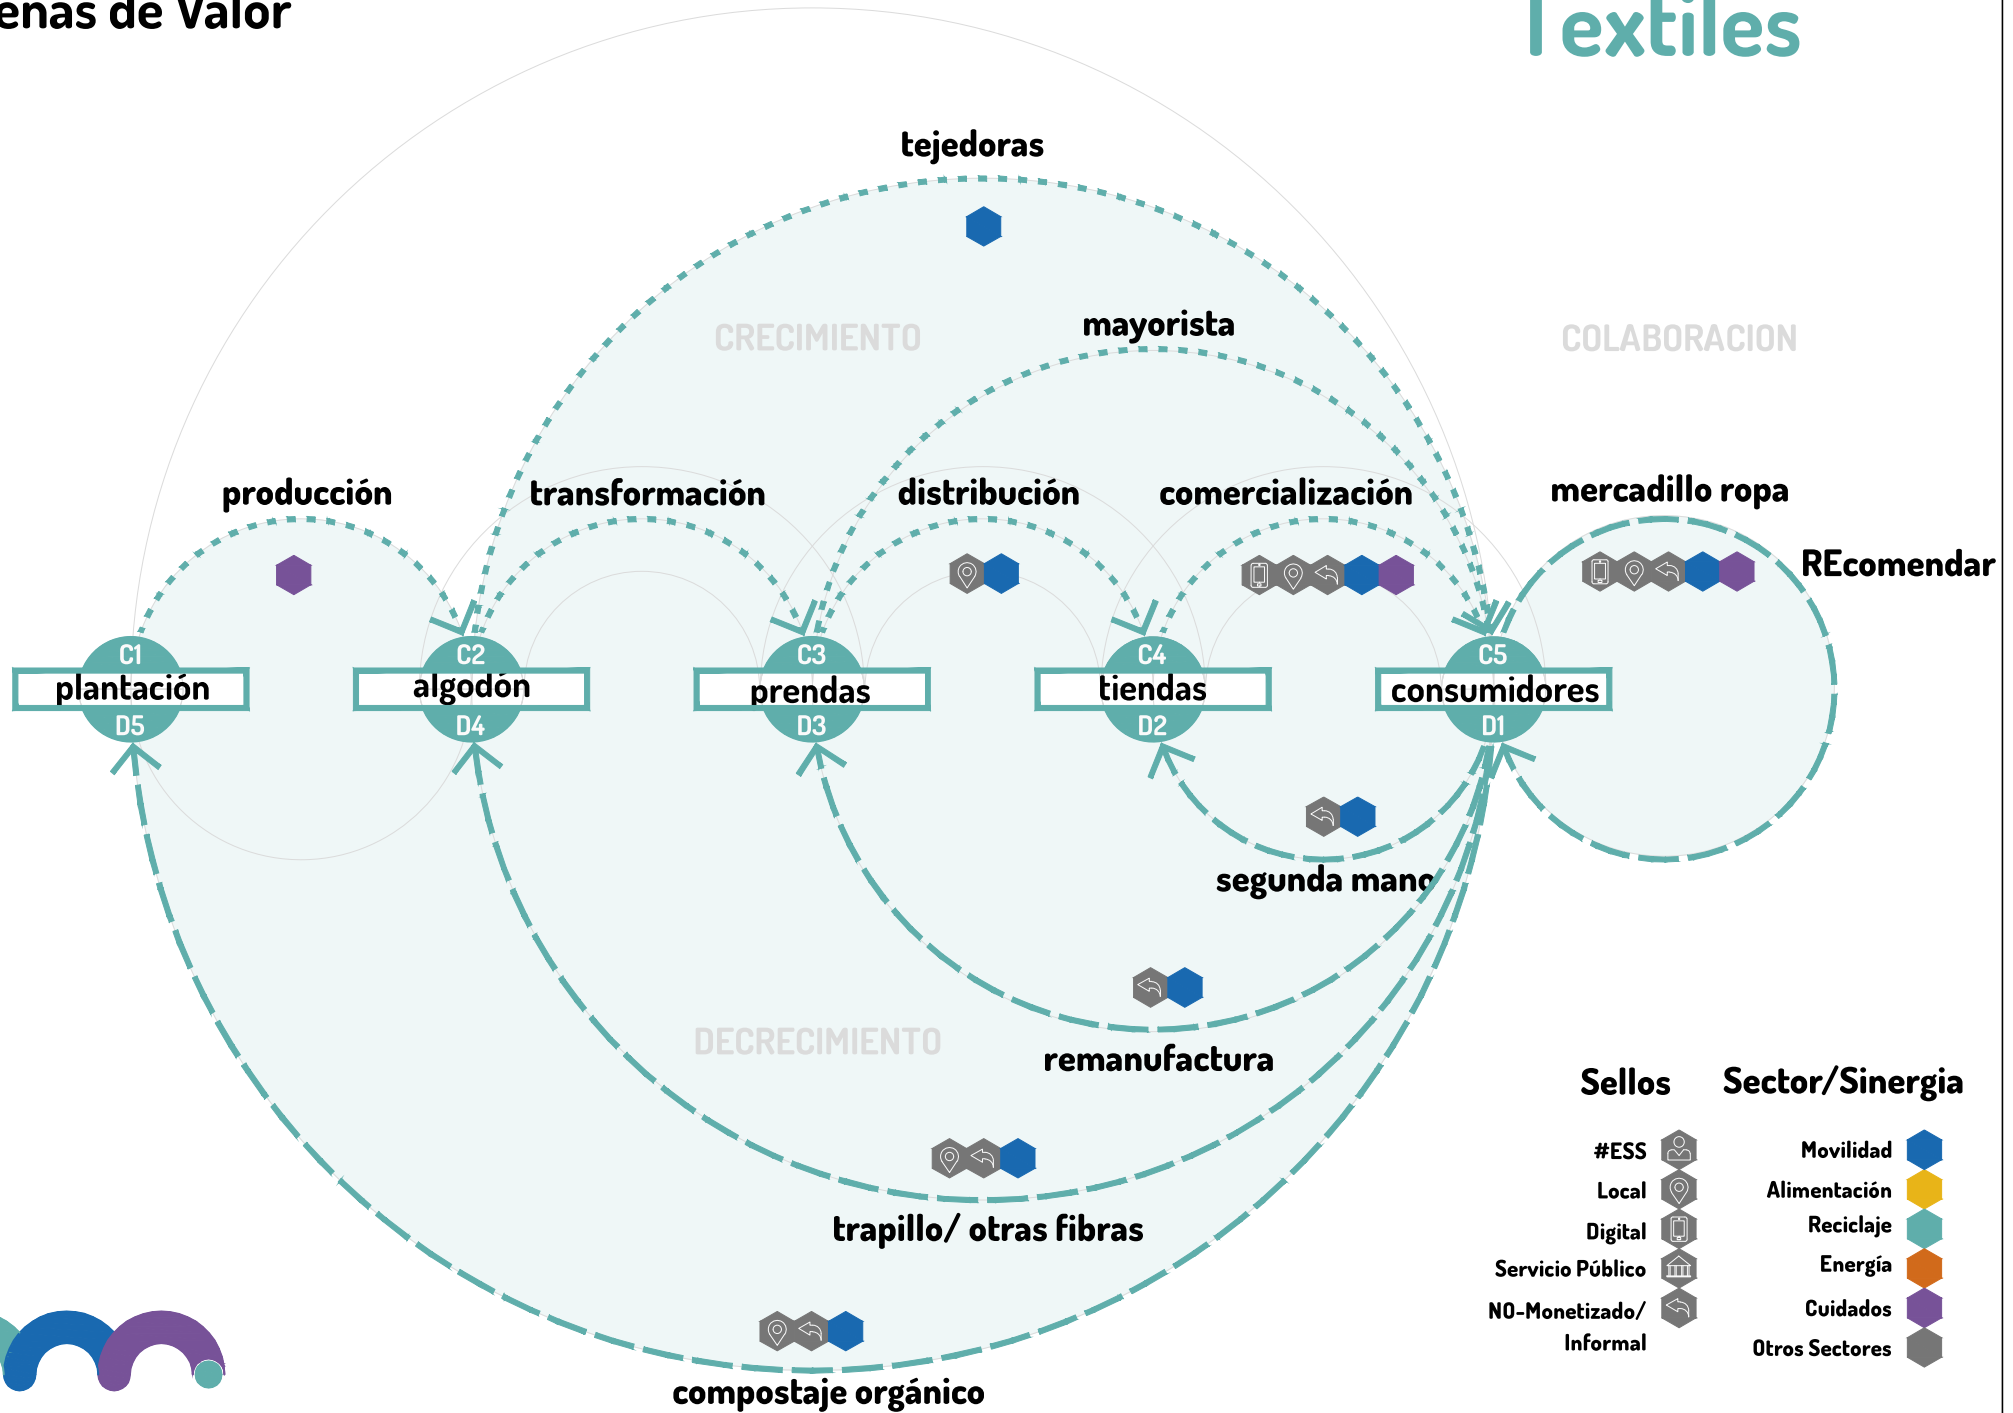 enas de Valor
Textiles
tejedoras
mayorista
CRECIMIENTO
COLABORACION
producción
transformación
distribución
comercialización
mercadillo ropa
REcomendar
C1
plantación
D5
C2
algodón
D4
C3
prendas
D3
C4
tiendas
D2
C5
consumidores
D1
segunda mano
DECRECIMIENTO
remanufactura
trapillo/ otras fibras
compostaje orgánico
Sellos
#ESS
Local
Digital
Servicio Público
NO-Monetizado/
Informal
Sector/Sinergia
Movilidad
Alimentación
Reciclaje
Energía
Cuidados
Otros Sectores